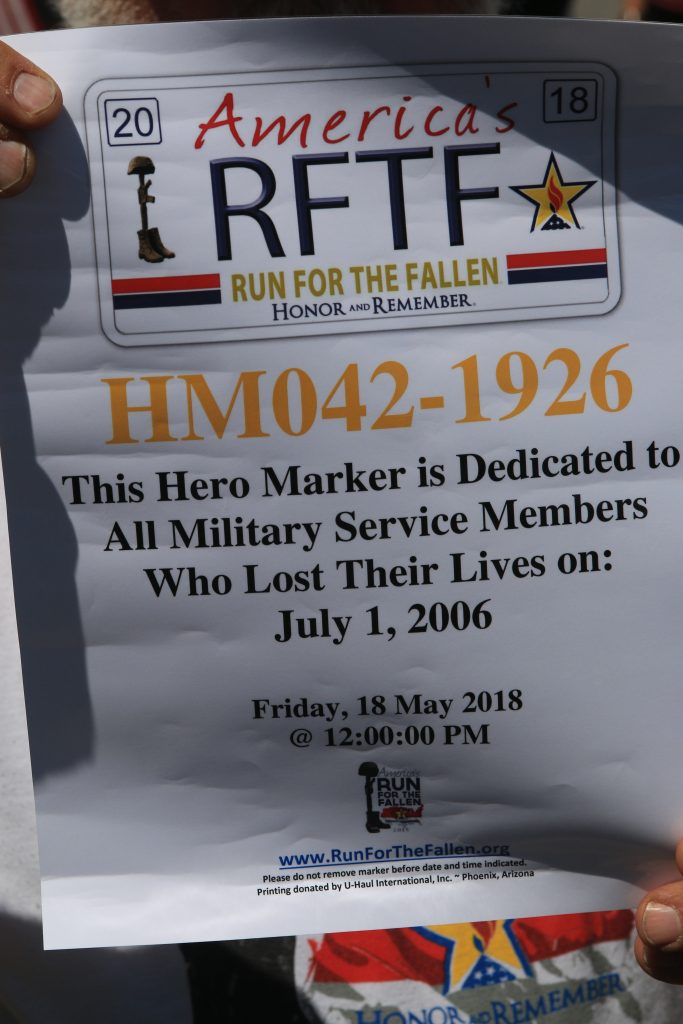 20
America's
18
RFTF
RUN FOR THE FALLEN
HONOR AND REMEMBER
HM042-1926
This Hero Marker is Dedicated to
All Military Service Members
Who Lost Their Lives on:
July 1, 2006
Friday, 18 May 2018
@ 12:00:00 PM
America's
RUN
FOR THE
FALLEN
www.RunForTheFallen.org
Please do not remove marker before date and time indicated.
Printing donated by U-Haul International, Inc. ~ Phoenix, Arizona
HONOR AND REMEMBER